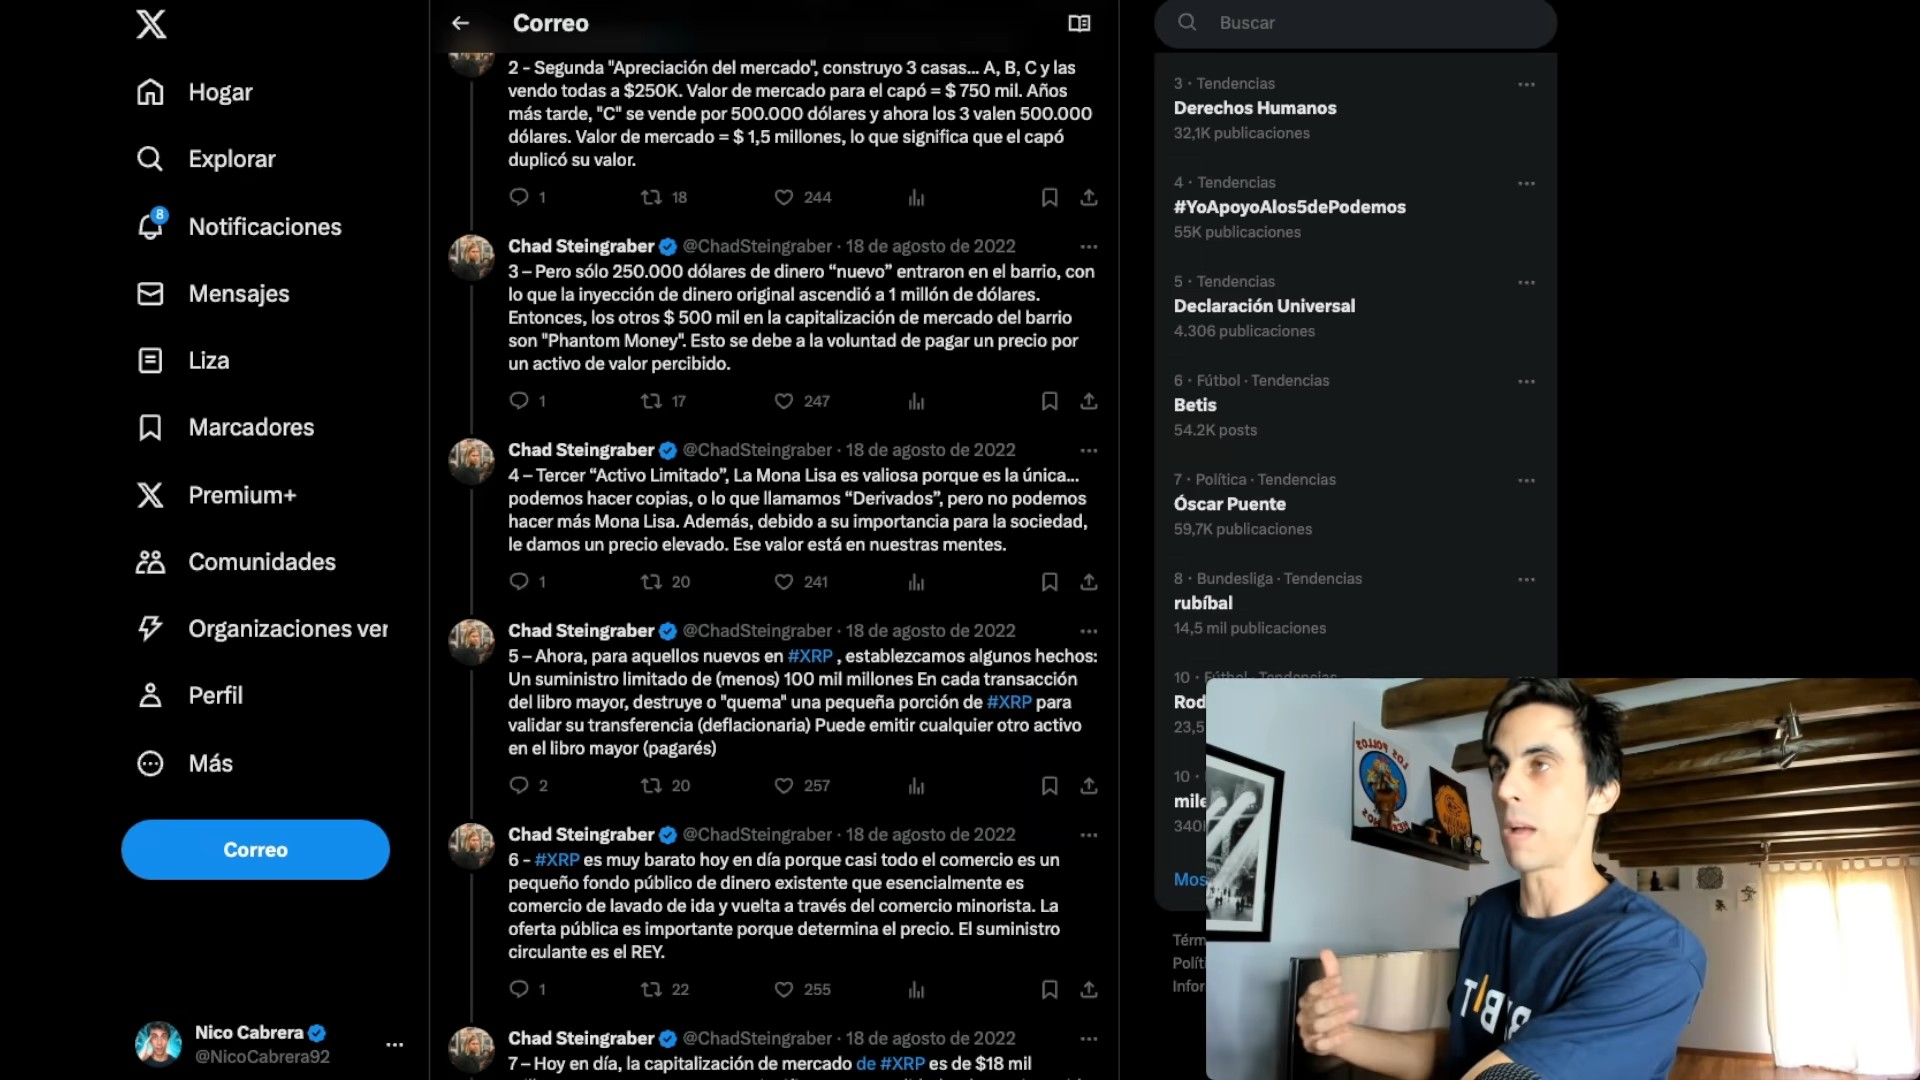 Hogar
Explorar
8
Notificaciones
Mensajes
Liza
Marcadores
Premium+
Comunidades
Organizaciones ver
Perfil
Más
Correo
Nico Cabrera
@NicoCabrera92
Correo
2 - Segunda "Apreciación del mercado", construyo 3 casas... A, B, C y las
vendo todas a $250K. Valor de mercado para el capó = $ 750 mil. Años
más tarde, "C" se vende por 500.000 dólares y ahora los 3 valen 500.000
dólares. Valor de mercado = $ 1,5 millones, lo que significa que el capó
duplicó su valor.
1 18 244
Chad Steingraber @ChadSteingraber · 18 de agosto de 2022
3 – Pero sólo 250.000 dólares de dinero “nuevo” entraron en el barrio, con
lo que la inyección de dinero original ascendió a 1 millón de dólares.
Entonces, los otros $ 500 mil en la capitalización de mercado del barrio
son "Phantom Money". Esto se debe a la voluntad de pagar un precio por
un activo de valor percibido.
1 17 247
Chad Steingraber @ChadSteingraber · 18 de agosto de 2022
4 – Tercer “Activo Limitado”, La Mona Lisa es valiosa porque es la única...
podemos hacer copias, o lo que llamamos “Derivados”, pero no podemos
hacer más Mona Lisa. Además, debido a su importancia para la sociedad,
le damos un precio elevado. Ese valor está en nuestras mentes.
1 20 241
Chad Steingraber @ChadSteingraber · 18 de agosto de 2022
5 – Ahora, para aquellos nuevos en #XRP , establezcamos algunos hechos:
Un suministro limitado de (menos) 100 mil millones En cada transacción
del libro mayor, destruye o "quema" una pequeña porción de #XRP para
validar su transferencia (deflacionaria) Puede emitir cualquier otro activo
en el libro mayor (pagarés)
2 20 257
Chad Steingraber @ChadSteingraber · 18 de agosto de 2022
6 - #XRP es muy barato hoy en día porque casi todo el comercio es un
pequeño fondo público de dinero existente que esencialmente es
comercio de lavado de ida y vuelta a través del comercio minorista. La
oferta pública es importante porque determina el precio. El suministro
circulante es el REY.
1 22 255
Chad Steingraber @ChadSteingraber · 18 de agosto de 2022
7 – Hoy en día, la capitalización de mercado de #XRP es de $18 mil
Buscar
3 · Tendencias
Derechos Humanos
32,1K publicaciones
4 · Tendencias
#YoApoyoAlos5dePodemos
55K publicaciones
5 · Tendencias
Declaración Universal
4.306 publicaciones
6 · Fútbol · Tendencias
Betis
54.2K posts
7 · Política · Tendencias
Óscar Puente
59,7K publicaciones
8 · Bundesliga · Tendencias
rubíbal
14,5 mil publicaciones
10 · Fútbol · Tendencias
Rod
23,5
10 ·
mile
340
Mos
Térm
Políti
Infor
LOS POLLOS
HERMANOS